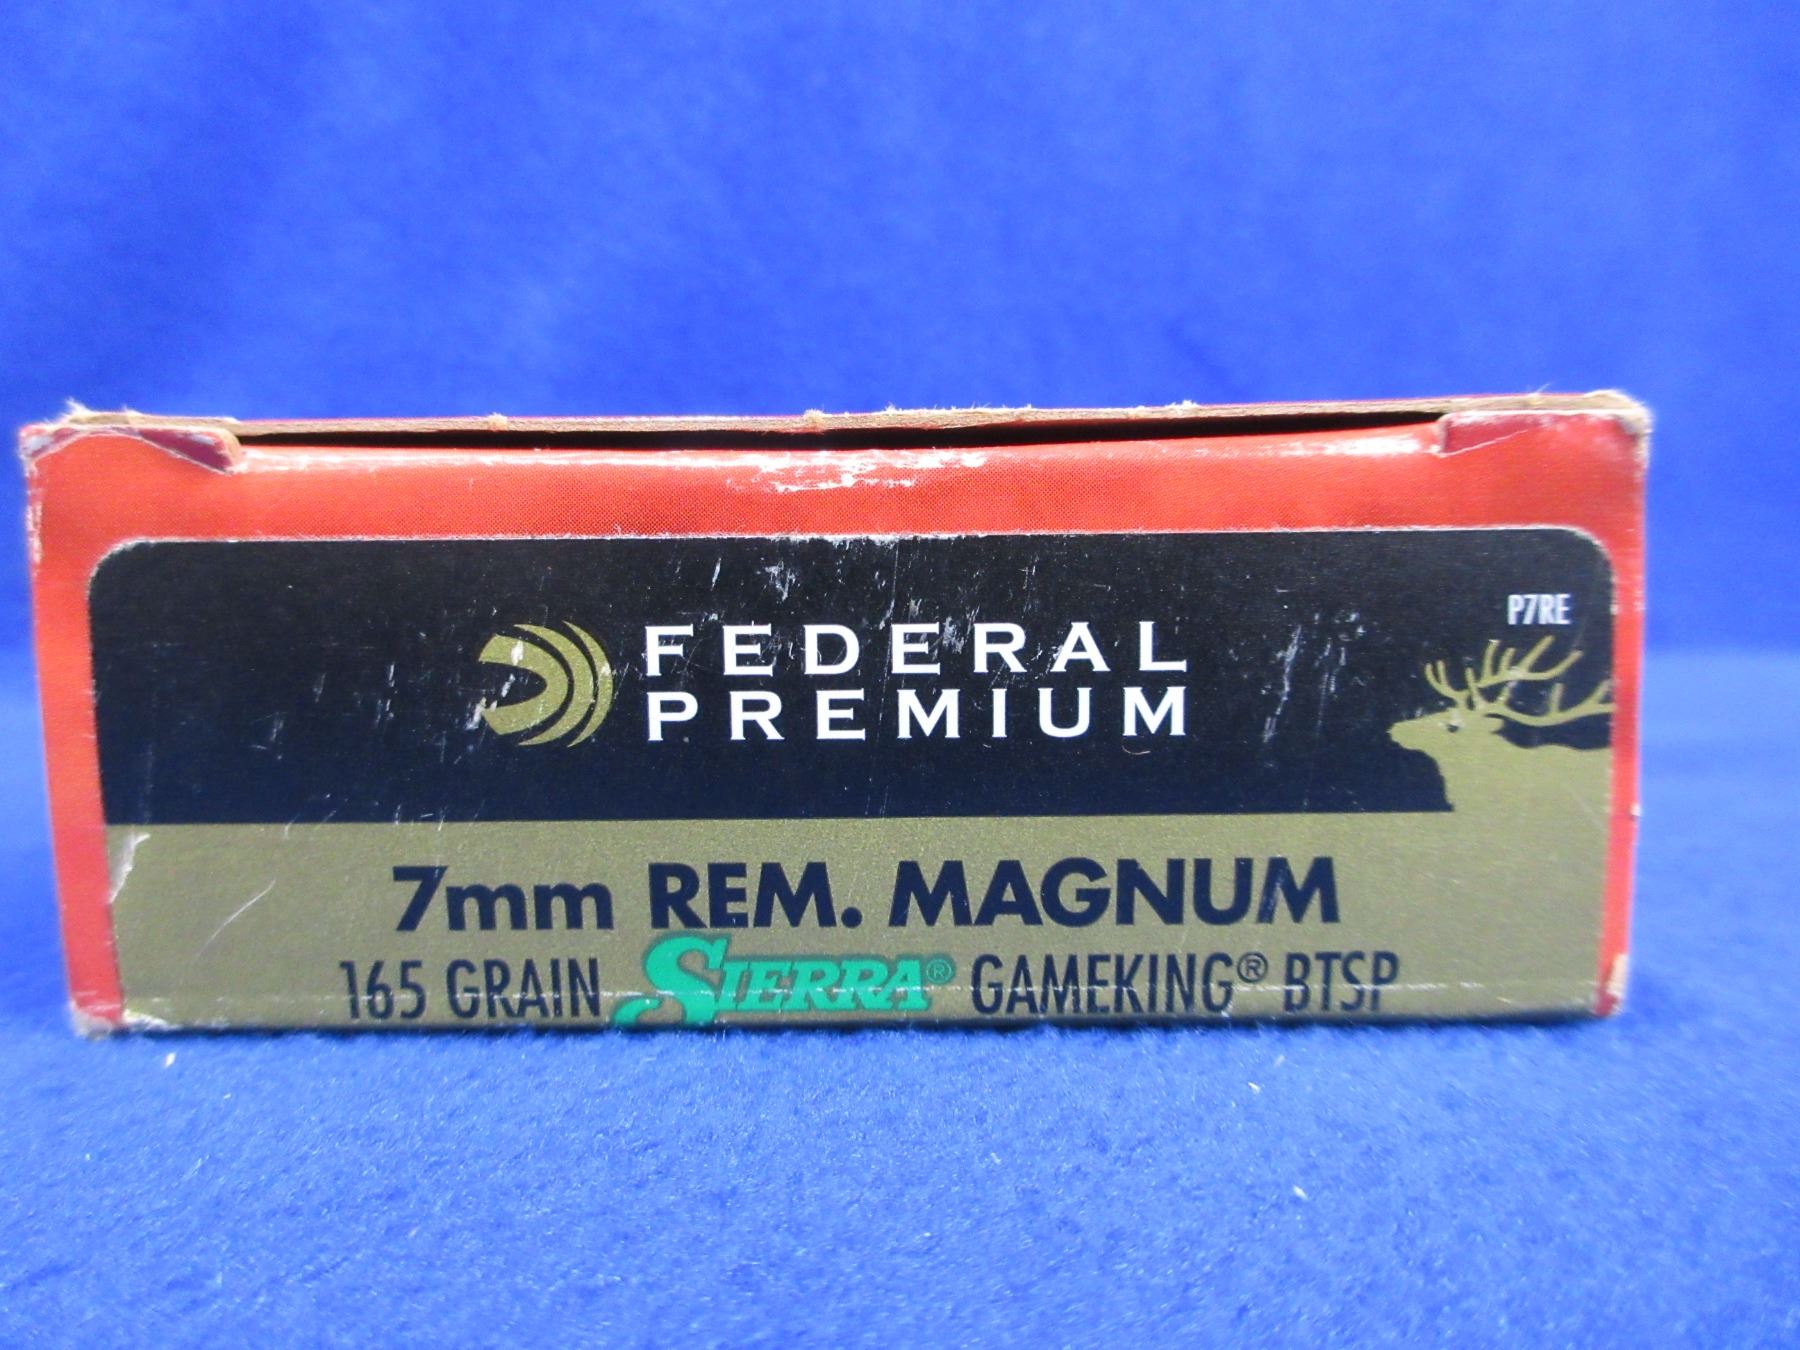 P7RE
FEDERAL
PREMIUM
7mm REM. MAGNUM
165 GRAIN SIERRA® GAMEKING® BTSP